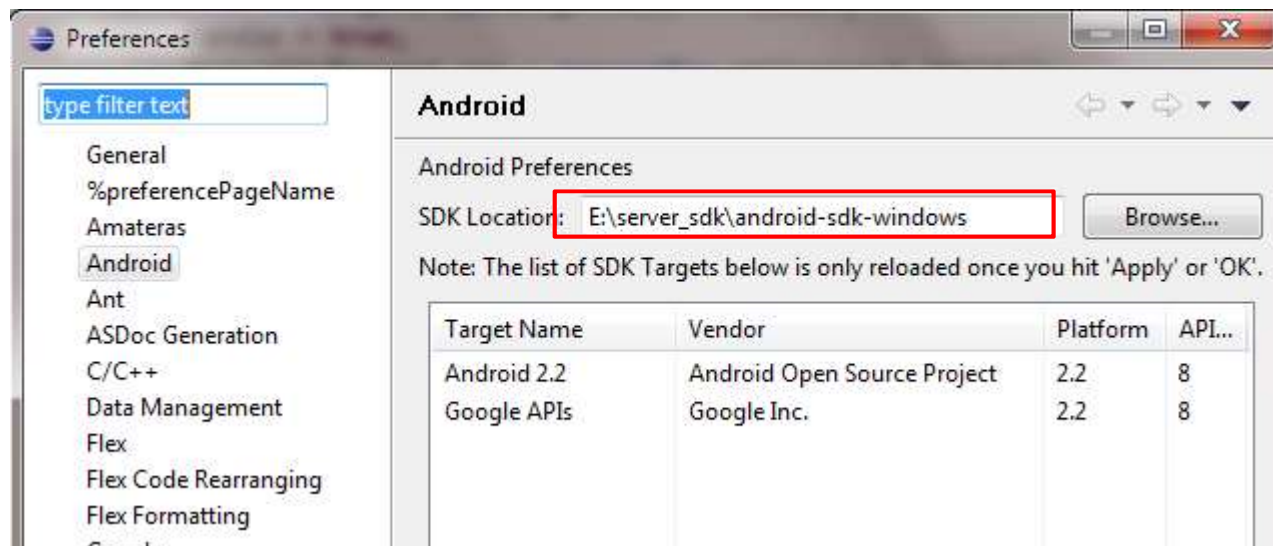 Preferences
type filter text
General
%preferencePageName
Amateras
Android
Ant
ASDoc Generation
C/C++
Data Management
Flex
Flex Code Rearranging
Flex Formatting
Android
Android Preferences
SDK Location: E:\server_sdk\android-sdk-windows Browse...
Note: The list of SDK Targets below is only reloaded once you hit 'Apply' or 'OK'.
Target Name Vendor Platform API...
Android 2.2 Android Open Source Project 2.2 8
Google APIs Google Inc. 2.2 8